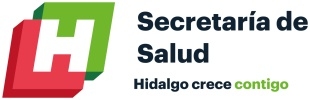 H
Secretaría de
Salud
Hidalgo crece contigo